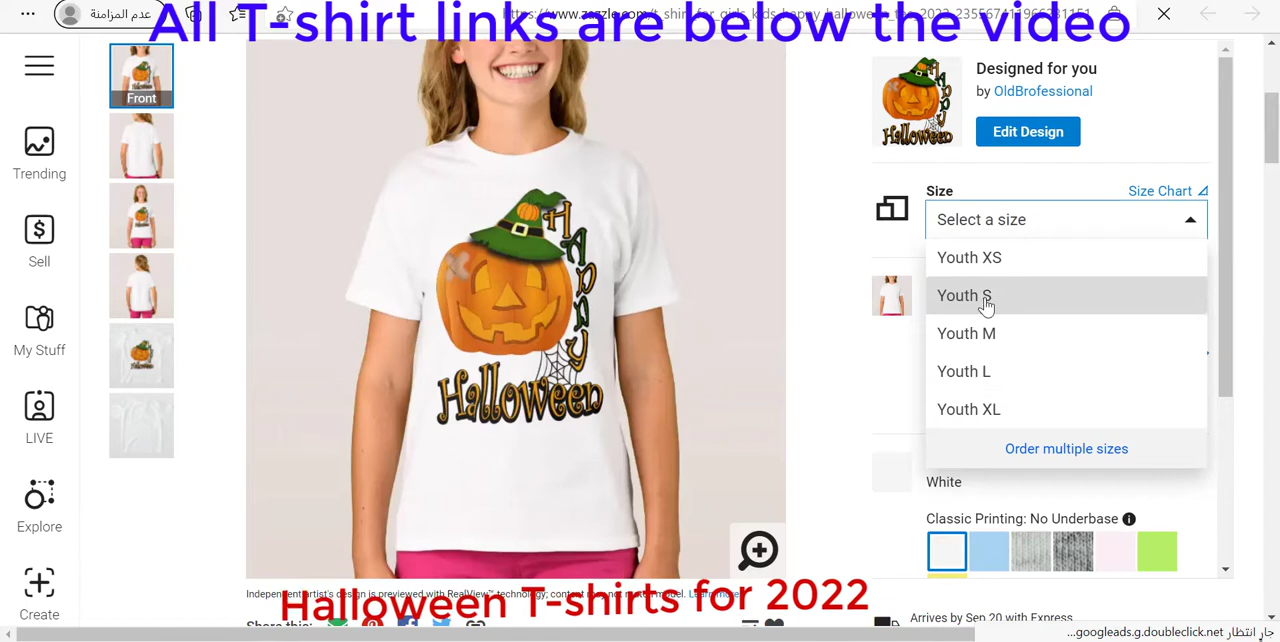 عدم المزامنة
All T-shirt links are below the video
Front
Trending
Sell
My Stuff
LIVE
Explore
Create
HAPPY
Halloween
Designed for you
by OldBrofessional
Edit Design
Size
Size Chart
Select a size
Youth XS
Youth S
Youth M
Youth L
Youth XL
Order multiple sizes
White
Classic Printing: No Underbase
Halloween T-shirts for 2022
Arrives by Sep 20 with Express
جار انتظار googleads.g.doubleclick.net...